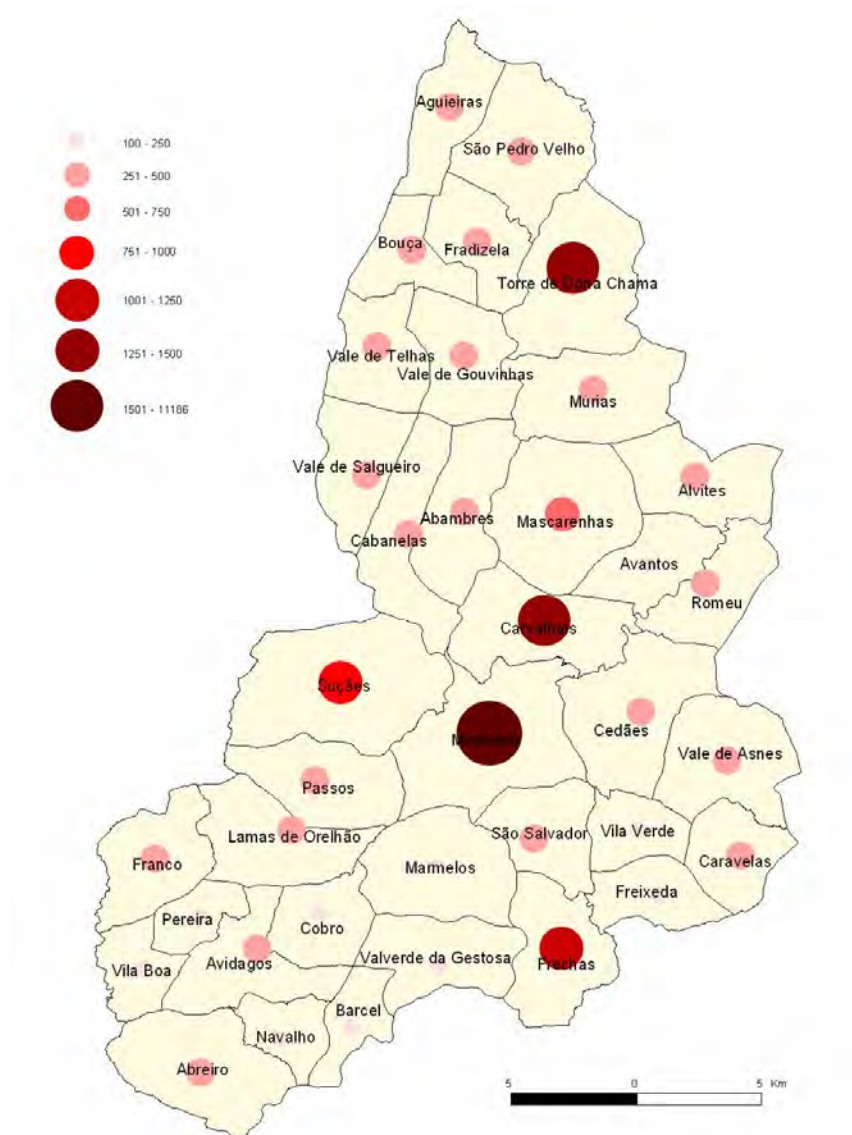 Aguieiras
100 - 250
São Pedro Velho
251 - 500
501 - 750
Bouça
Fradizela
751 - 1000
Torre de Dona Chama
1001 - 1250
1251 - 1500
Vale de Telhas
Vale de Gouvinhas
Murias
1501 - 11186
Vale de Salgueiro
Alvites
Abambres
Mascarenhas
Cabanelas
Avantos
Romeu
Carvalhais
Suçães
Cedães
Mirandela
Vale de Asnes
Passos
Lamas de Orelhão
São Salvador
Vila Verde
Franco
Marmelos
Caravelas
Freixeda
Pereira
Cobro
Vila Boa
Avidagos
Valverde da Gestosa
Frechas
Barcel
Navalho
Abreiro
5 0 5 Km